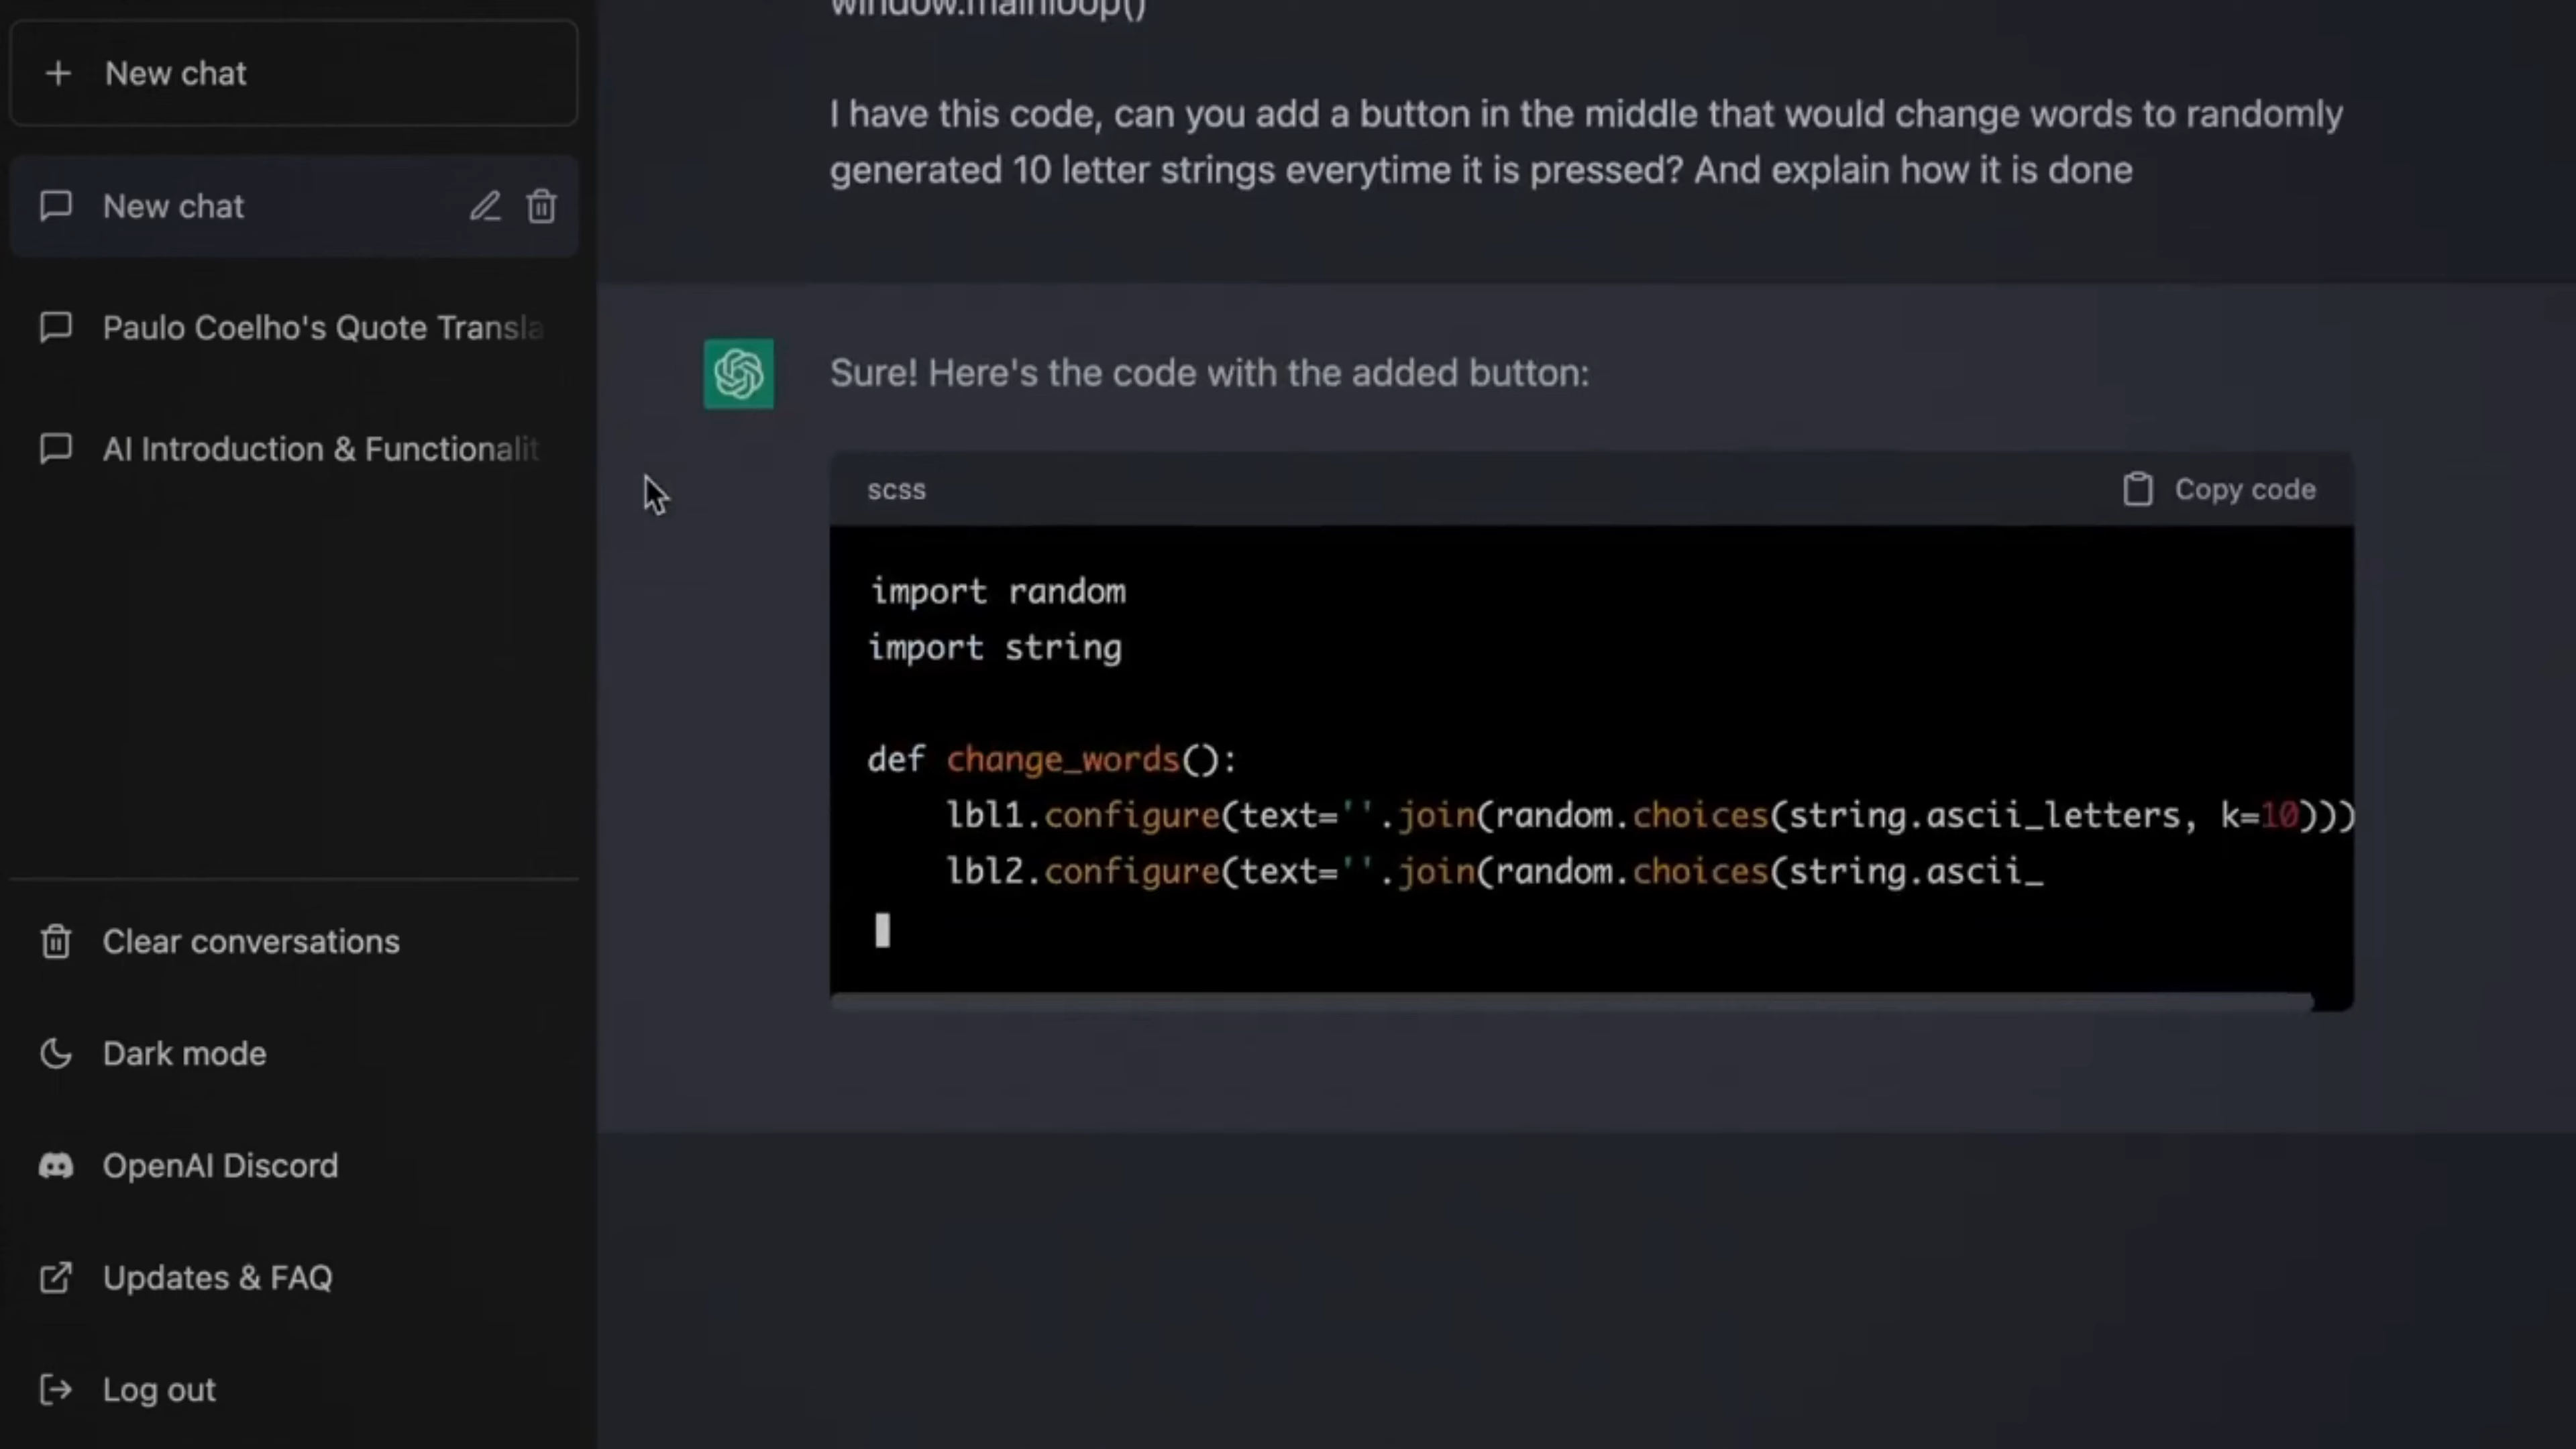 New chat
New chat
Paulo Coelho's Quote Transla
AI Introduction & Functionalit
Clear conversations
Dark mode
OpenAI Discord
Updates & FAQ
Log out
window.mainloop()
I have this code, can you add a button in the middle that would change words to randomly
generated 10 letter strings everytime it is pressed? And explain how it is done
Sure! Here's the code with the added button:
scss
Copy code
import random
import string
def change_words():
    lbl1.configure(text=''.join(random.choices(string.ascii_letters, k=10)))
    lbl2.configure(text=''.join(random.choices(string.ascii_